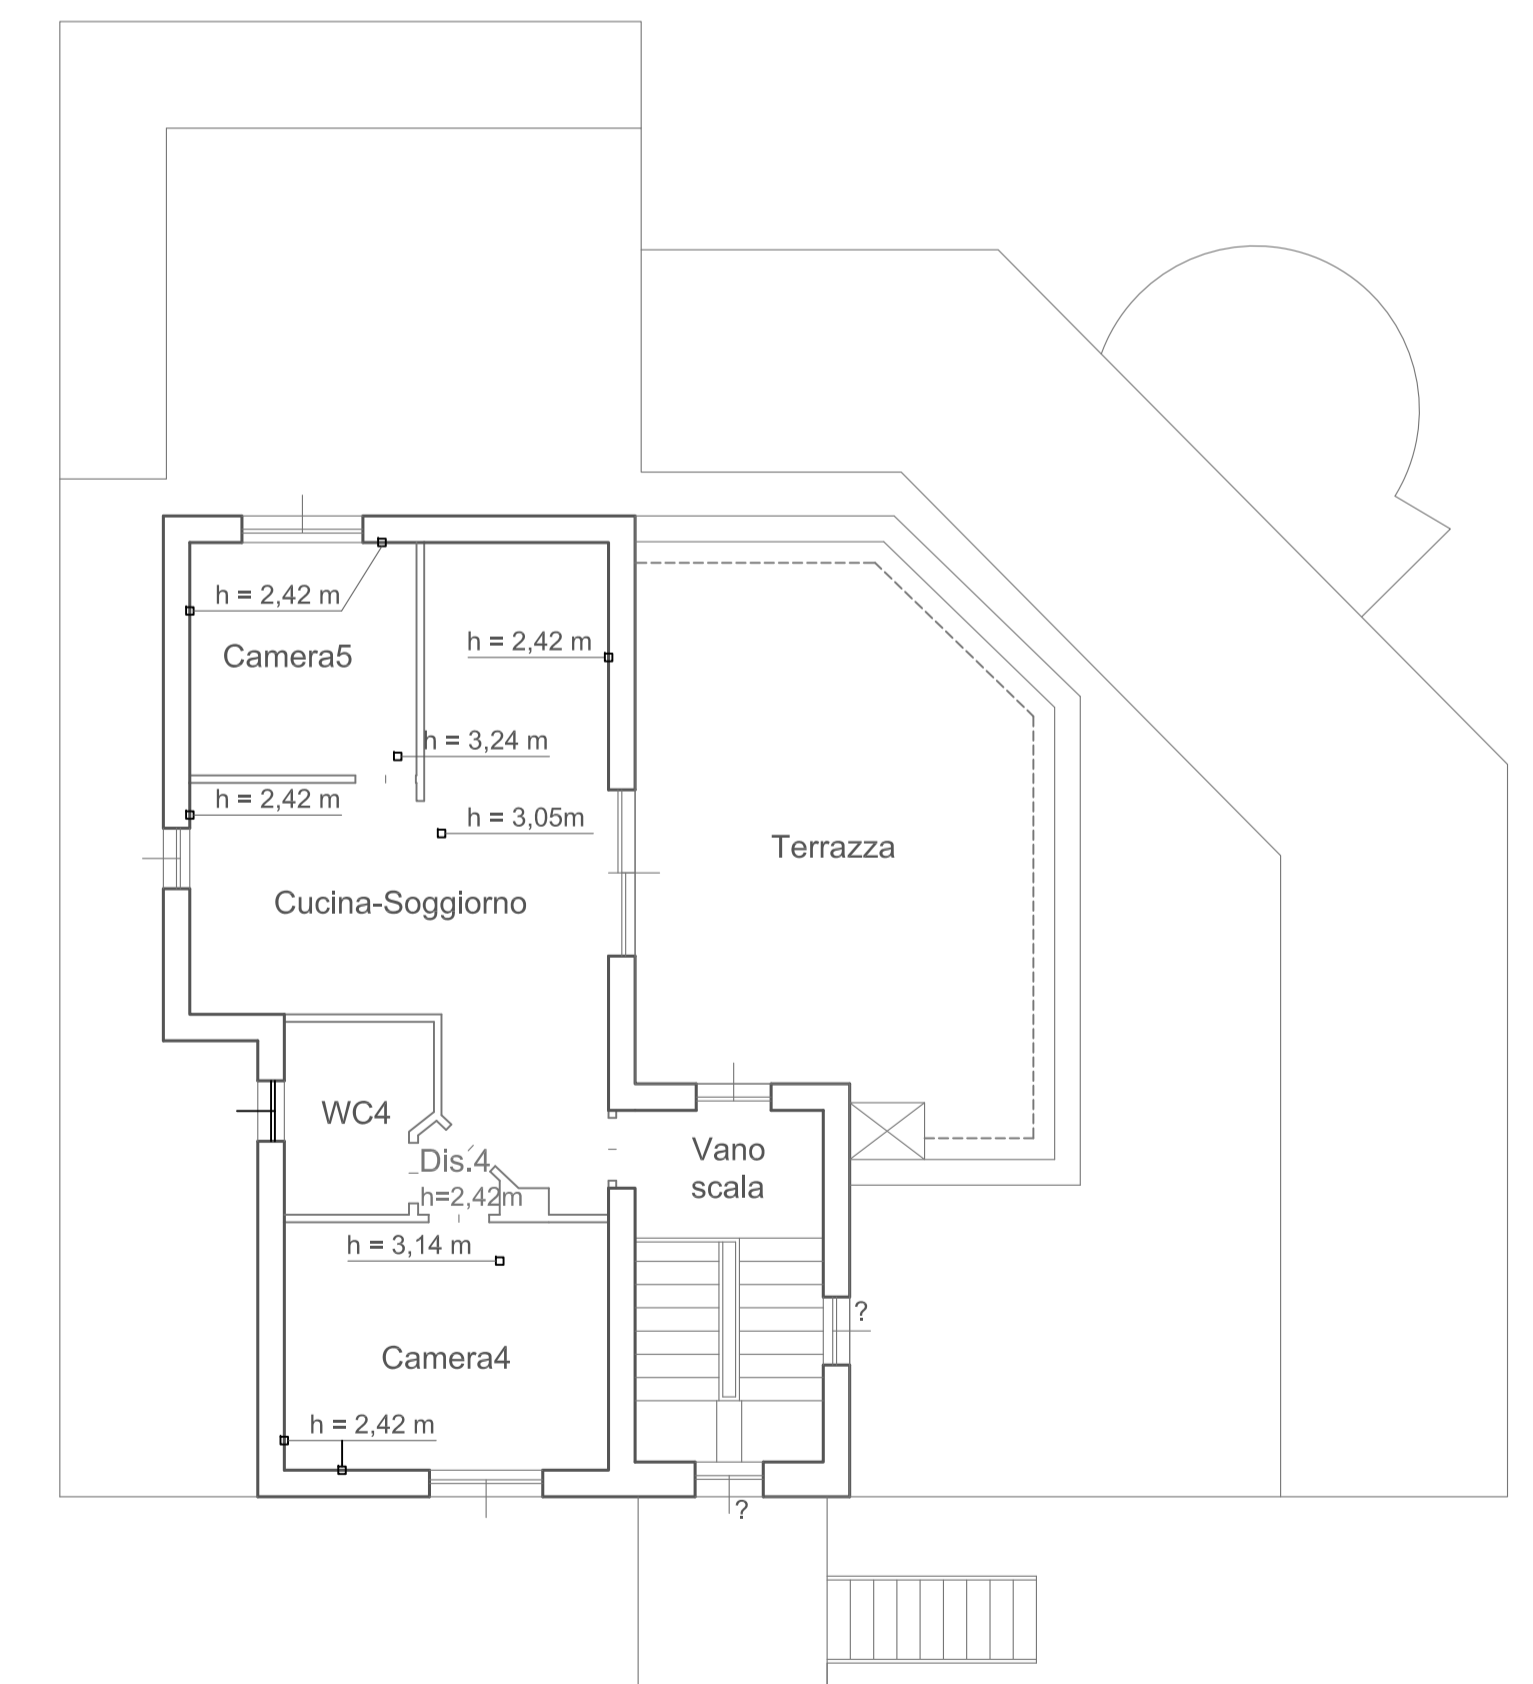 h = 2,42 m
h = 2,42 m
Camera5
h = 3,24 m
h = 2,42 m
h = 3,05m
Terrazza
Cucina-Soggiorno
WC4
Vano
scala
Dis.4
h=2,42m
h = 3,14 m
?
Camera4
h = 2,42 m
?